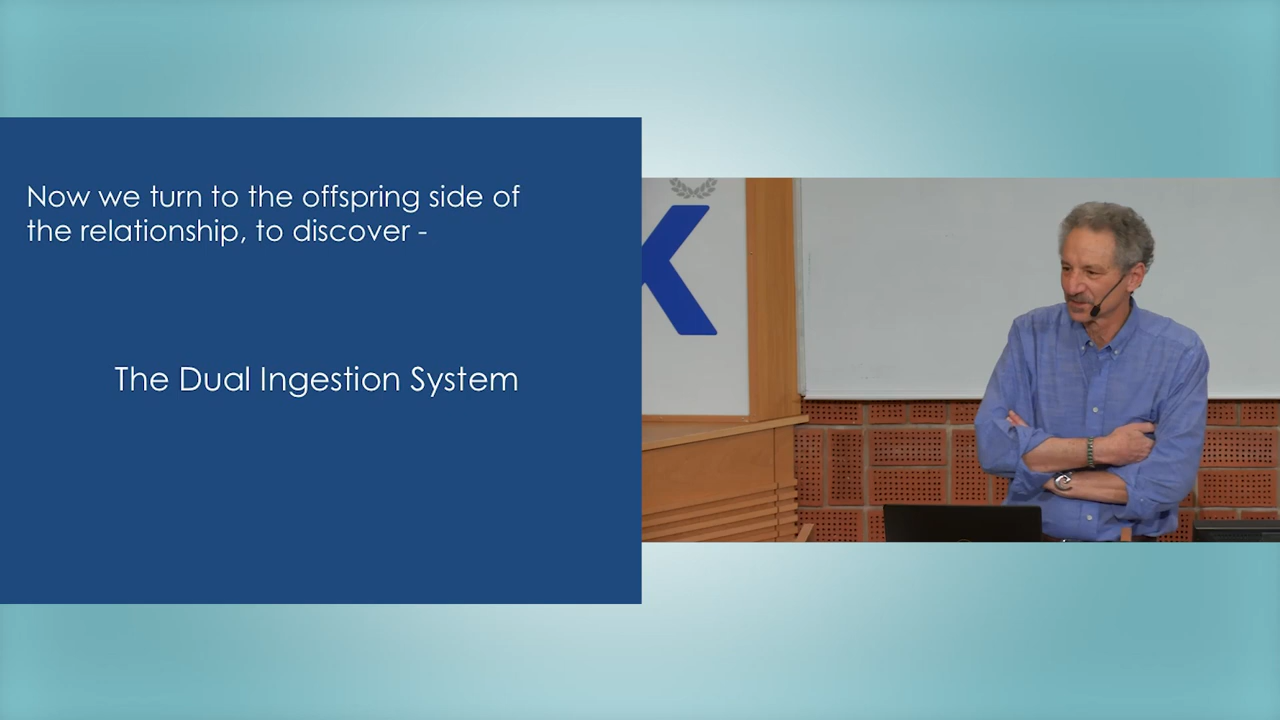 Now we turn to the offspring side of
the relationship, to discover -
The Dual Ingestion System
K